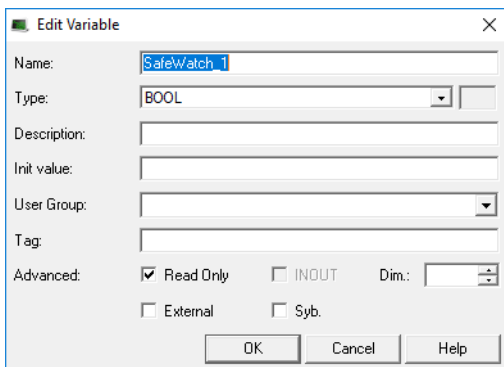 Edit Variable
Name: SafeWatch_1
Type: BOOL
Description:
Init value:
User Group:
Tag:
Advanced: Read Only INOUT Dim.:
External Syb.
OK Cancel Help